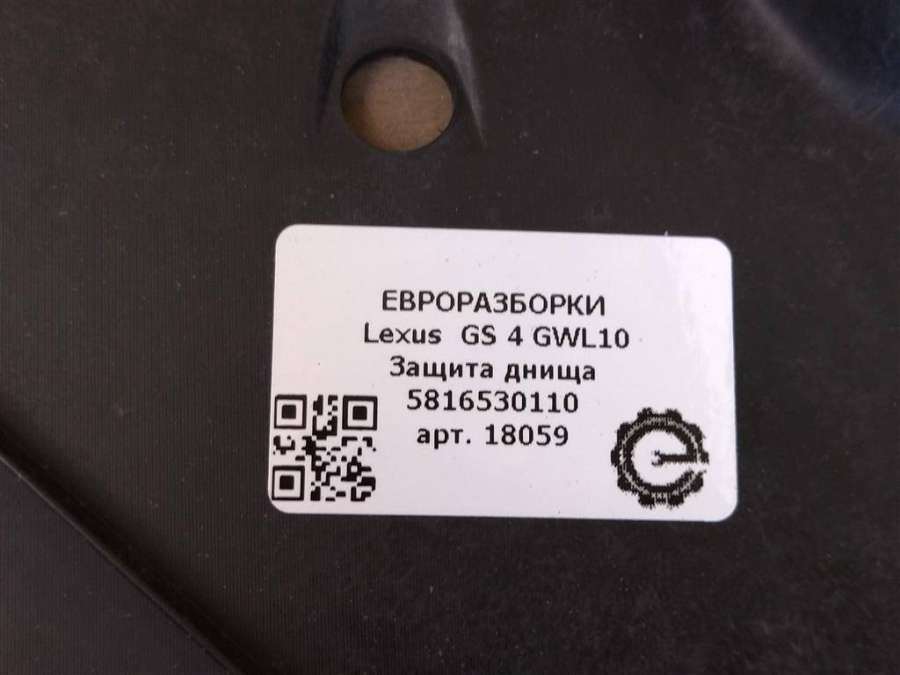 ЕВРОРАЗБОРКИ
Lexus GS 4 GWL10
Защита днища
5816530110
арт. 18059